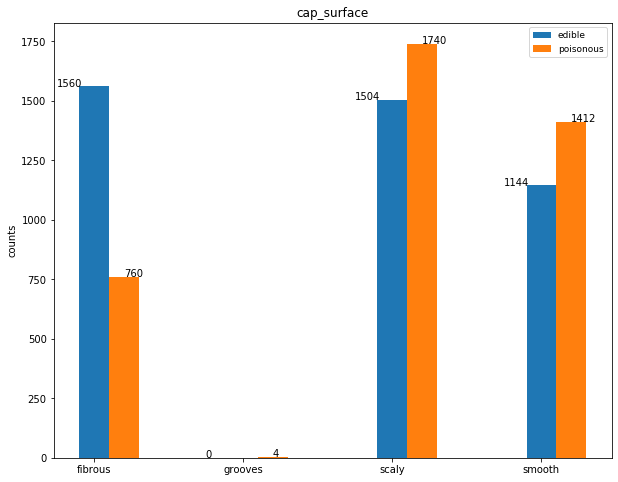 cap_surface
edible
poisonous
counts
1750
1500
1250
1000
750
500
250
0
1560
760
0
4
1504
1740
1144
1412
fibrous
grooves
scaly
smooth